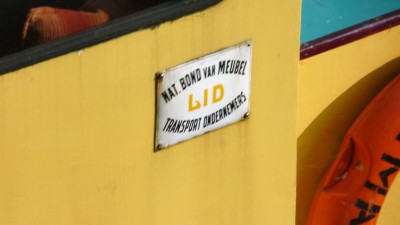 NAT. BOND VAN MEUBEL
LID
TRANSPORT ONDERNEMERS